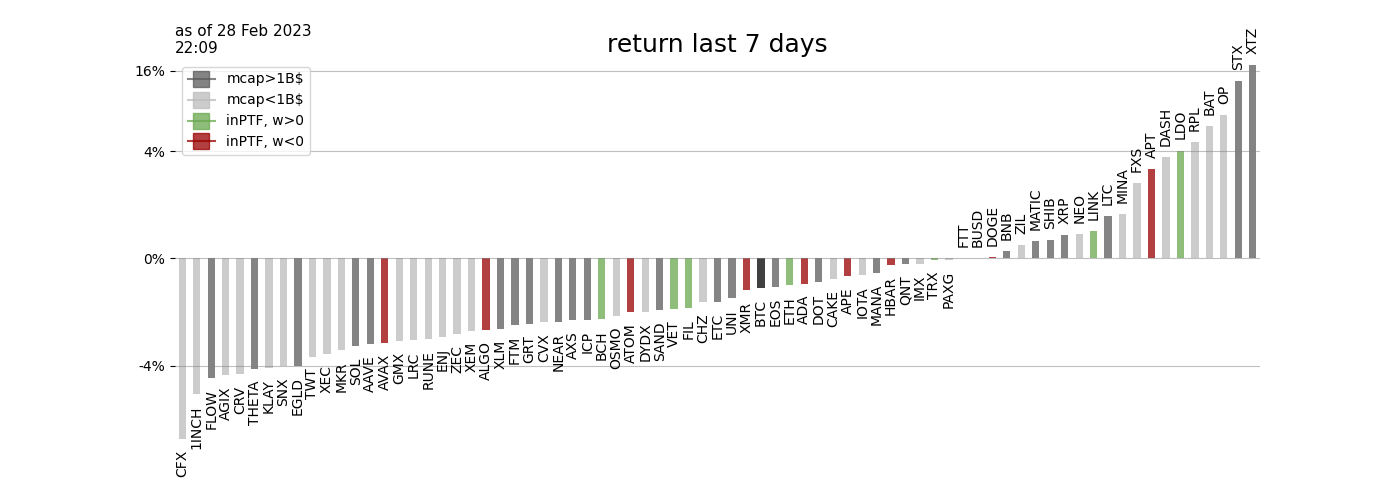 as of 28 Feb 2023
22:09
return last 7 days
16%
4%
0%
-4%
mcap>1B$
mcap<1B$
inPTF, w>0
inPTF, w<0
CFX
1INCH
FLOW
AGIX
CRV
THETA
KLAY
SNX
EGLD
TWT
XEC
MKR
SOL
AAVE
AVAX
GMX
LRC
RUNE
ENJ
ZEC
XEM
ALGO
XLM
FTM
GRT
CVX
NEAR
AXS
ICP
BCH
OSMO
ATOM
DYDX
SAND
VET
FIL
CHZ
ETC
UNI
XMR
BTC
EOS
ETH
ADA
DOT
CAKE
APE
IOTA
MANA
HBAR
QNT
IMX
TRX
PAXG
FTT
BUSD
DOGE
BNB
ZIL
MATIC
SHIB
XRP
NEO
LINK
LTC
MINA
FXS
APT
DASH
LDO
RPL
BAT
OP
STX
XTZ